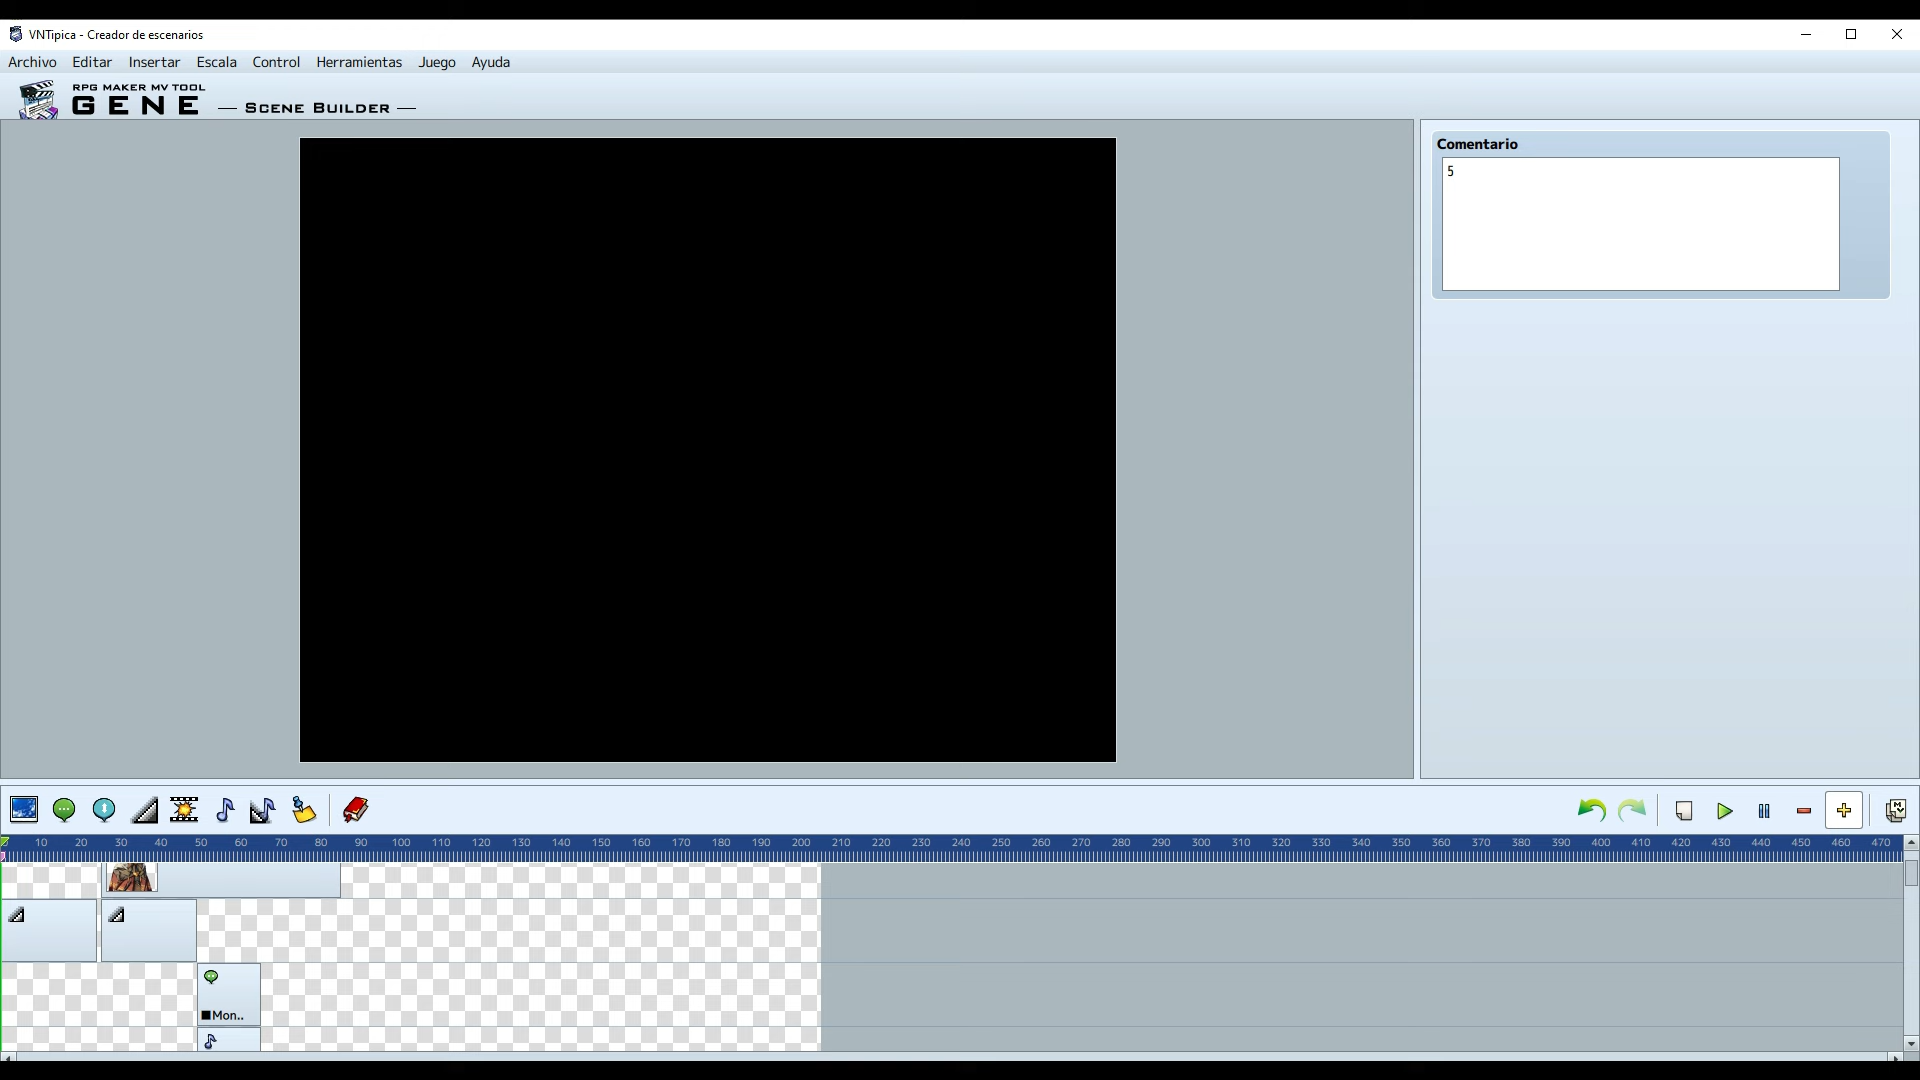 VNTipica - Creador de escenarios
Archivo Editar Insertar Escala Control Herramientas Juego Ayuda
RPG MAKER MV TOOL
GENE — SCENE BUILDER —
Comentario
5
10 20 30 40 50 60 70 80 90 100 110 120 130 140 150 160 170 180 190 200 210 220 230 240 250 260 270 280 290 300 310 320 330 340 350 360 370 380 390 400 410 420 430 440 450 460 470
Mon..